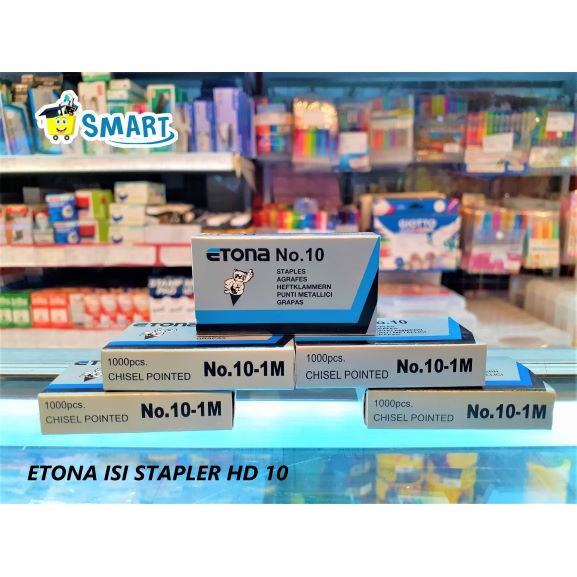 SMART
ETONA No.10
STAPLES
AGRAFES
HEFTKLAMMERN
PUNTI METALLICI
GRAPAS
1000pcs.
CHISEL POINTED
No.10-1M
1000pcs.
CHISEL POINTED
No.10-1M
1000pcs.
CHISEL POINTED
No.10-1M
1000pcs.
CHISEL POINTED
No.10-1M
GIOTTO
ETONA ISI STAPLER HD 10